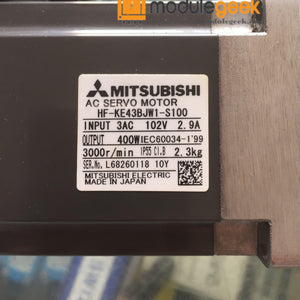 modulegeek
MITSUBISHI
AC SERVO MOTOR
HF-KE43BJW1-S100
INPUT 3AC 102V 2.9A
OUTPUT 400W IEC60034-1'99
3000r/min IP55 Cl.B 2.3kg
SER.No. L68260118 10Y
MITSUBISHI ELECTRIC
MADE IN JAPAN